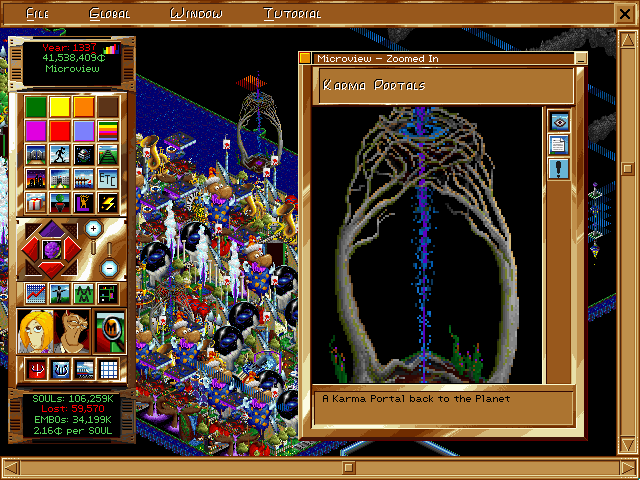 File Global Window Tutorial
Year: 1337
41,538,409¢
Microview
ETC
SOULs: 106,259K
Lost: 59,570
EMBOs: 34,199K
2.16¢ per SOUL
Microview – Zoomed In
Karma Portals
A Karma Portal back to the Planet